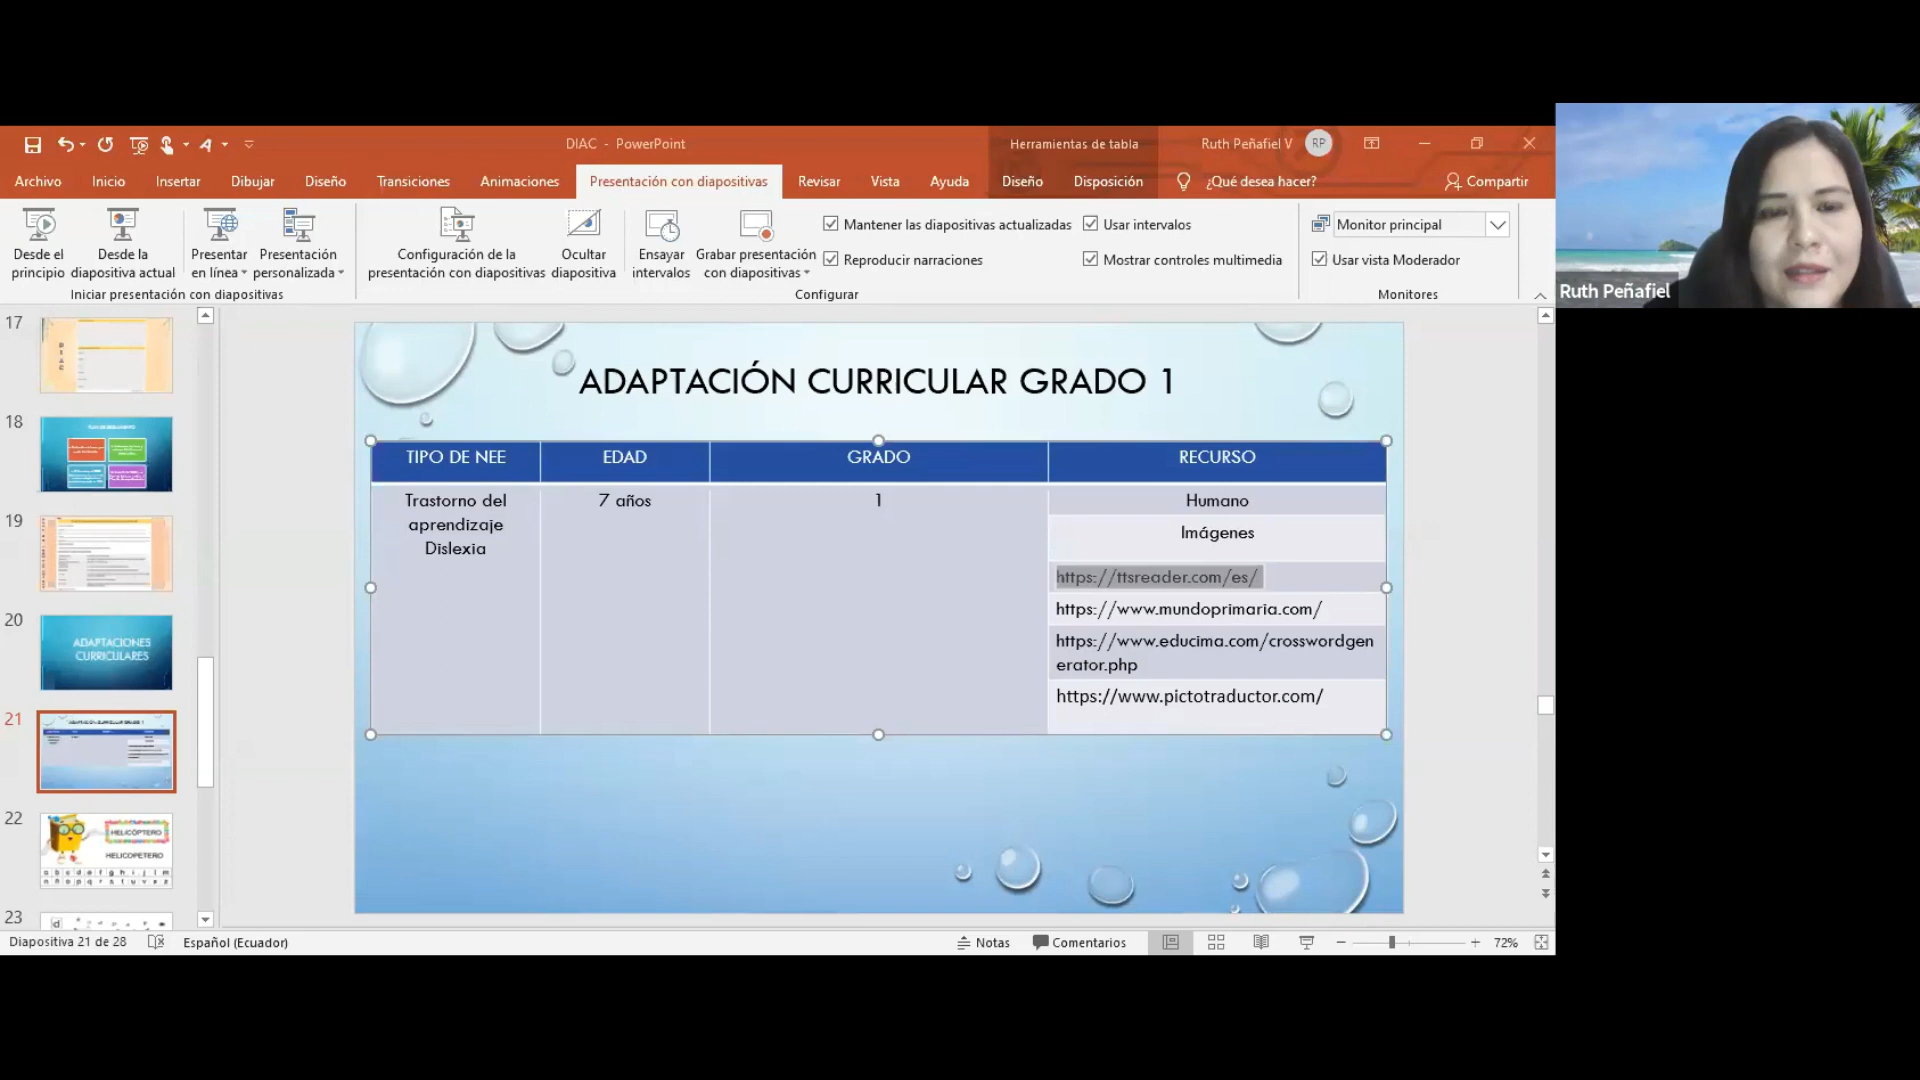 DIAC - PowerPoint
Herramientas de tabla
Ruth Peñafiel V
RP
Archivo
Inicio
Insertar
Dibujar
Diseño
Transiciones
Animaciones
Presentación con diapositivas
Revisar
Vista
Ayuda
Diseño
Disposición
¿Qué desea hacer?
Compartir
Desde el
principio
Desde la
diapositiva actual
Presentar
en línea
Presentación
personalizada
Iniciar presentación con diapositivas
Configuración de la
presentación con diapositivas
Ocultar
diapositiva
Ensayar
intervalos
Grabar presentación
con diapositivas
Mantener las diapositivas actualizadas
Reproducir narraciones
Usar intervalos
Mostrar controles multimedia
Configurar
Monitor principal
Usar vista Moderador
Monitores
Ruth Peñafiel
17
DIAC
18
19
20
ADAPTACIONES
CURRICULARES
21
22
HELICÓPTERO
HELICOPETERO
a b c d e f g h i j l m
n ñ o p q r s t u v x z
23
ADAPTACIÓN CURRICULAR GRADO 1
TIPO DE NEE
EDAD
GRADO
RECURSO
Trastorno del
aprendizaje
Dislexia
7 años
1
Humano
Imágenes
https://ttsreader.com/es/
https://www.mundoprimaria.com/
https://www.educima.com/crosswordgen
erator.php
https://www.pictotraductor.com/
Diapositiva 21 de 28
Español (Ecuador)
Notas
Comentarios
72%